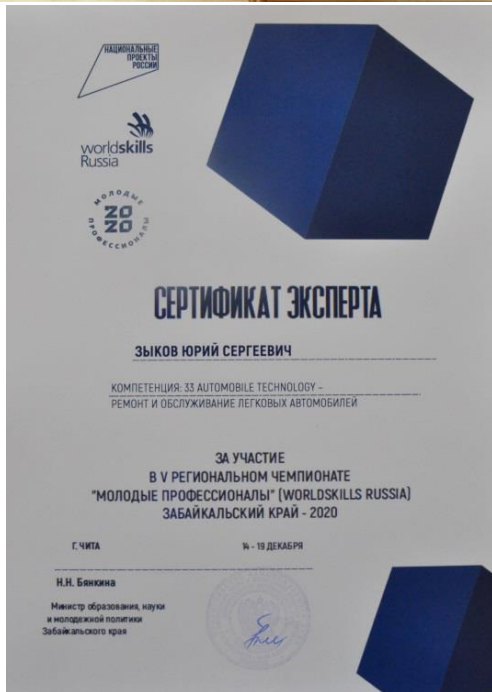 НАЦИОНАЛЬНЫЕ
ПРОЕКТЫ
РОССИИ
worldskills
Russia
МОЛОДЫЕ
20
20
ПРОФЕССИОНАЛЫ
СЕРТИФИКАТ ЭКСПЕРТА
ЗЫКОВ ЮРИЙ СЕРГЕЕВИЧ
КОМПЕТЕНЦИЯ: 33 AUTOMOBILE TECHNOLOGY –
РЕМОНТ И ОБСЛУЖИВАНИЕ ЛЕГКОВЫХ АВТОМОБИЛЕЙ
ЗА УЧАСТИЕ
В V РЕГИОНАЛЬНОМ ЧЕМПИОНАТЕ
"МОЛОДЫЕ ПРОФЕССИОНАЛЫ" (WORLDSKILLS RUSSIA)
ЗАБАЙКАЛЬСКИЙ КРАЙ - 2020
Г. ЧИТА 14 - 19 ДЕКАБРЯ
Н.Н. Бянкина
Министр образования, науки
и молодежной политики
Забайкальского края